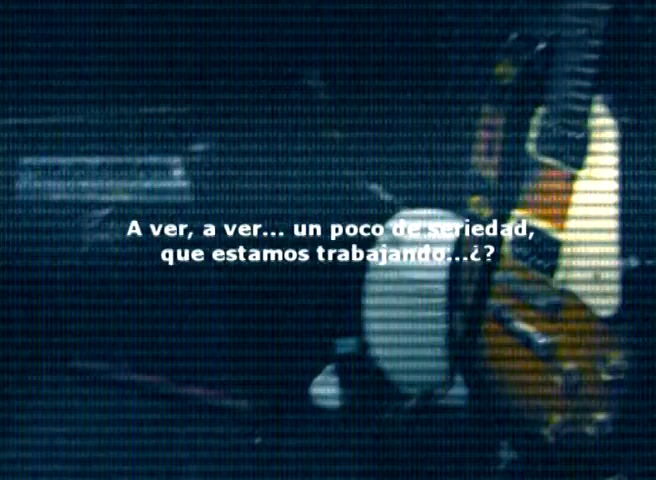 A ver, a ver... un poco de seriedad,
que estamos trabajando...¿?